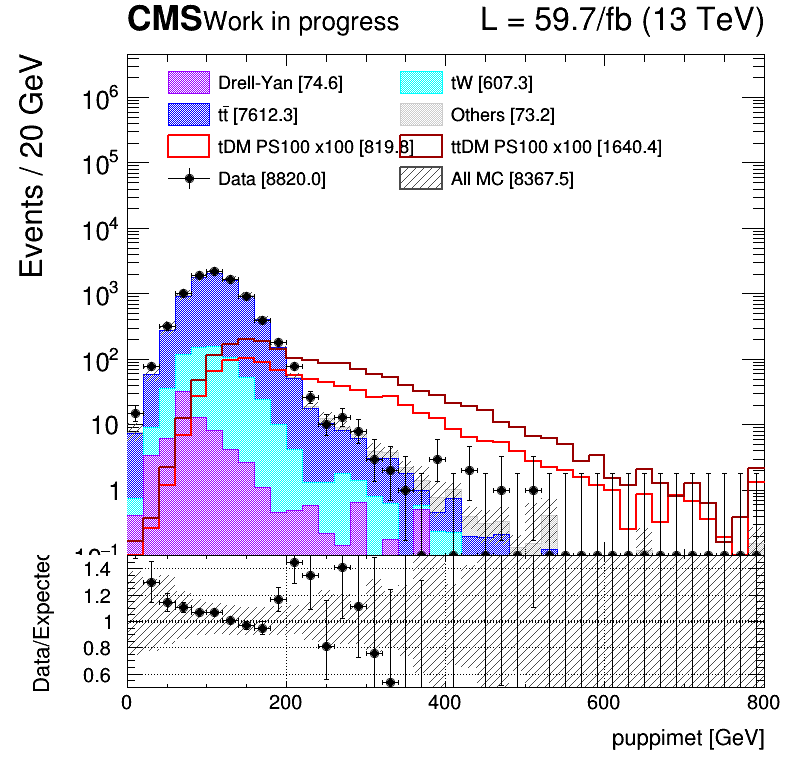 CMS Work in progress L = 59.7/fb (13 TeV)
Events / 20 GeV
Drell-Yan [74.6] tW [607.3]
tt̄ [7612.3] Others [73.2]
tDM PS100 x100 [819.8] ttDM PS100 x100 [1640.4]
Data [8820.0] All MC [8367.5]
10⁶
10⁵
10⁴
10³
10²
10
1
10⁻¹
Data/Expected
1.4
1.2
1
0.8
0.6
0 200 400 600 800
puppimet [GeV]